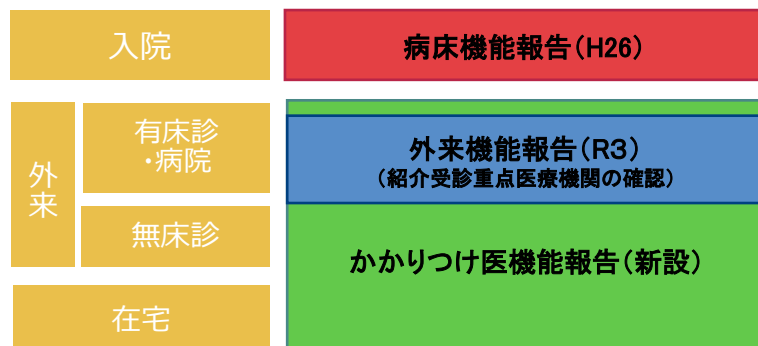 入院
病床機能報告（H26）
外来
有床診
・病院
外来機能報告（R3）
（紹介受診重点医療機関の確認）
無床診
かかりつけ医機能報告（新設）
在宅